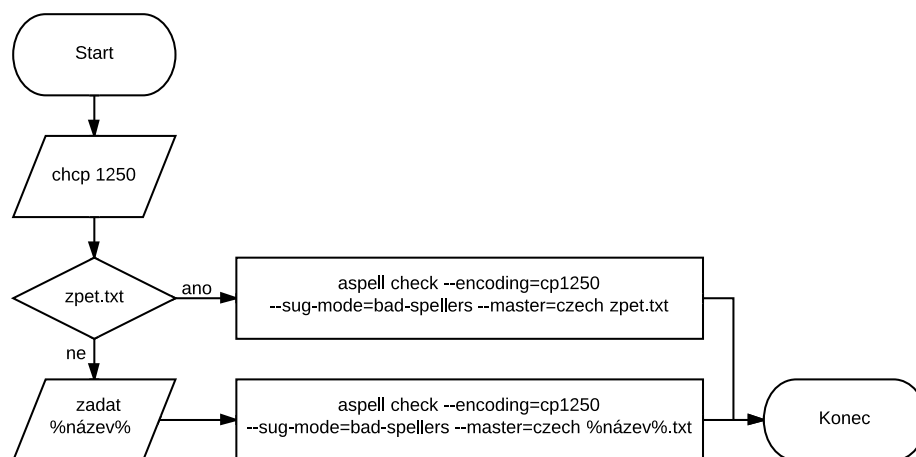 Start
chcp 1250
zpet.txt
ano
aspell check --encoding=cp1250
--sug-mode=bad-spellers --master=czech zpet.txt
ne
zadat
%název%
aspell check --encoding=cp1250
--sug-mode=bad-spellers --master=czech %název%.txt
Konec